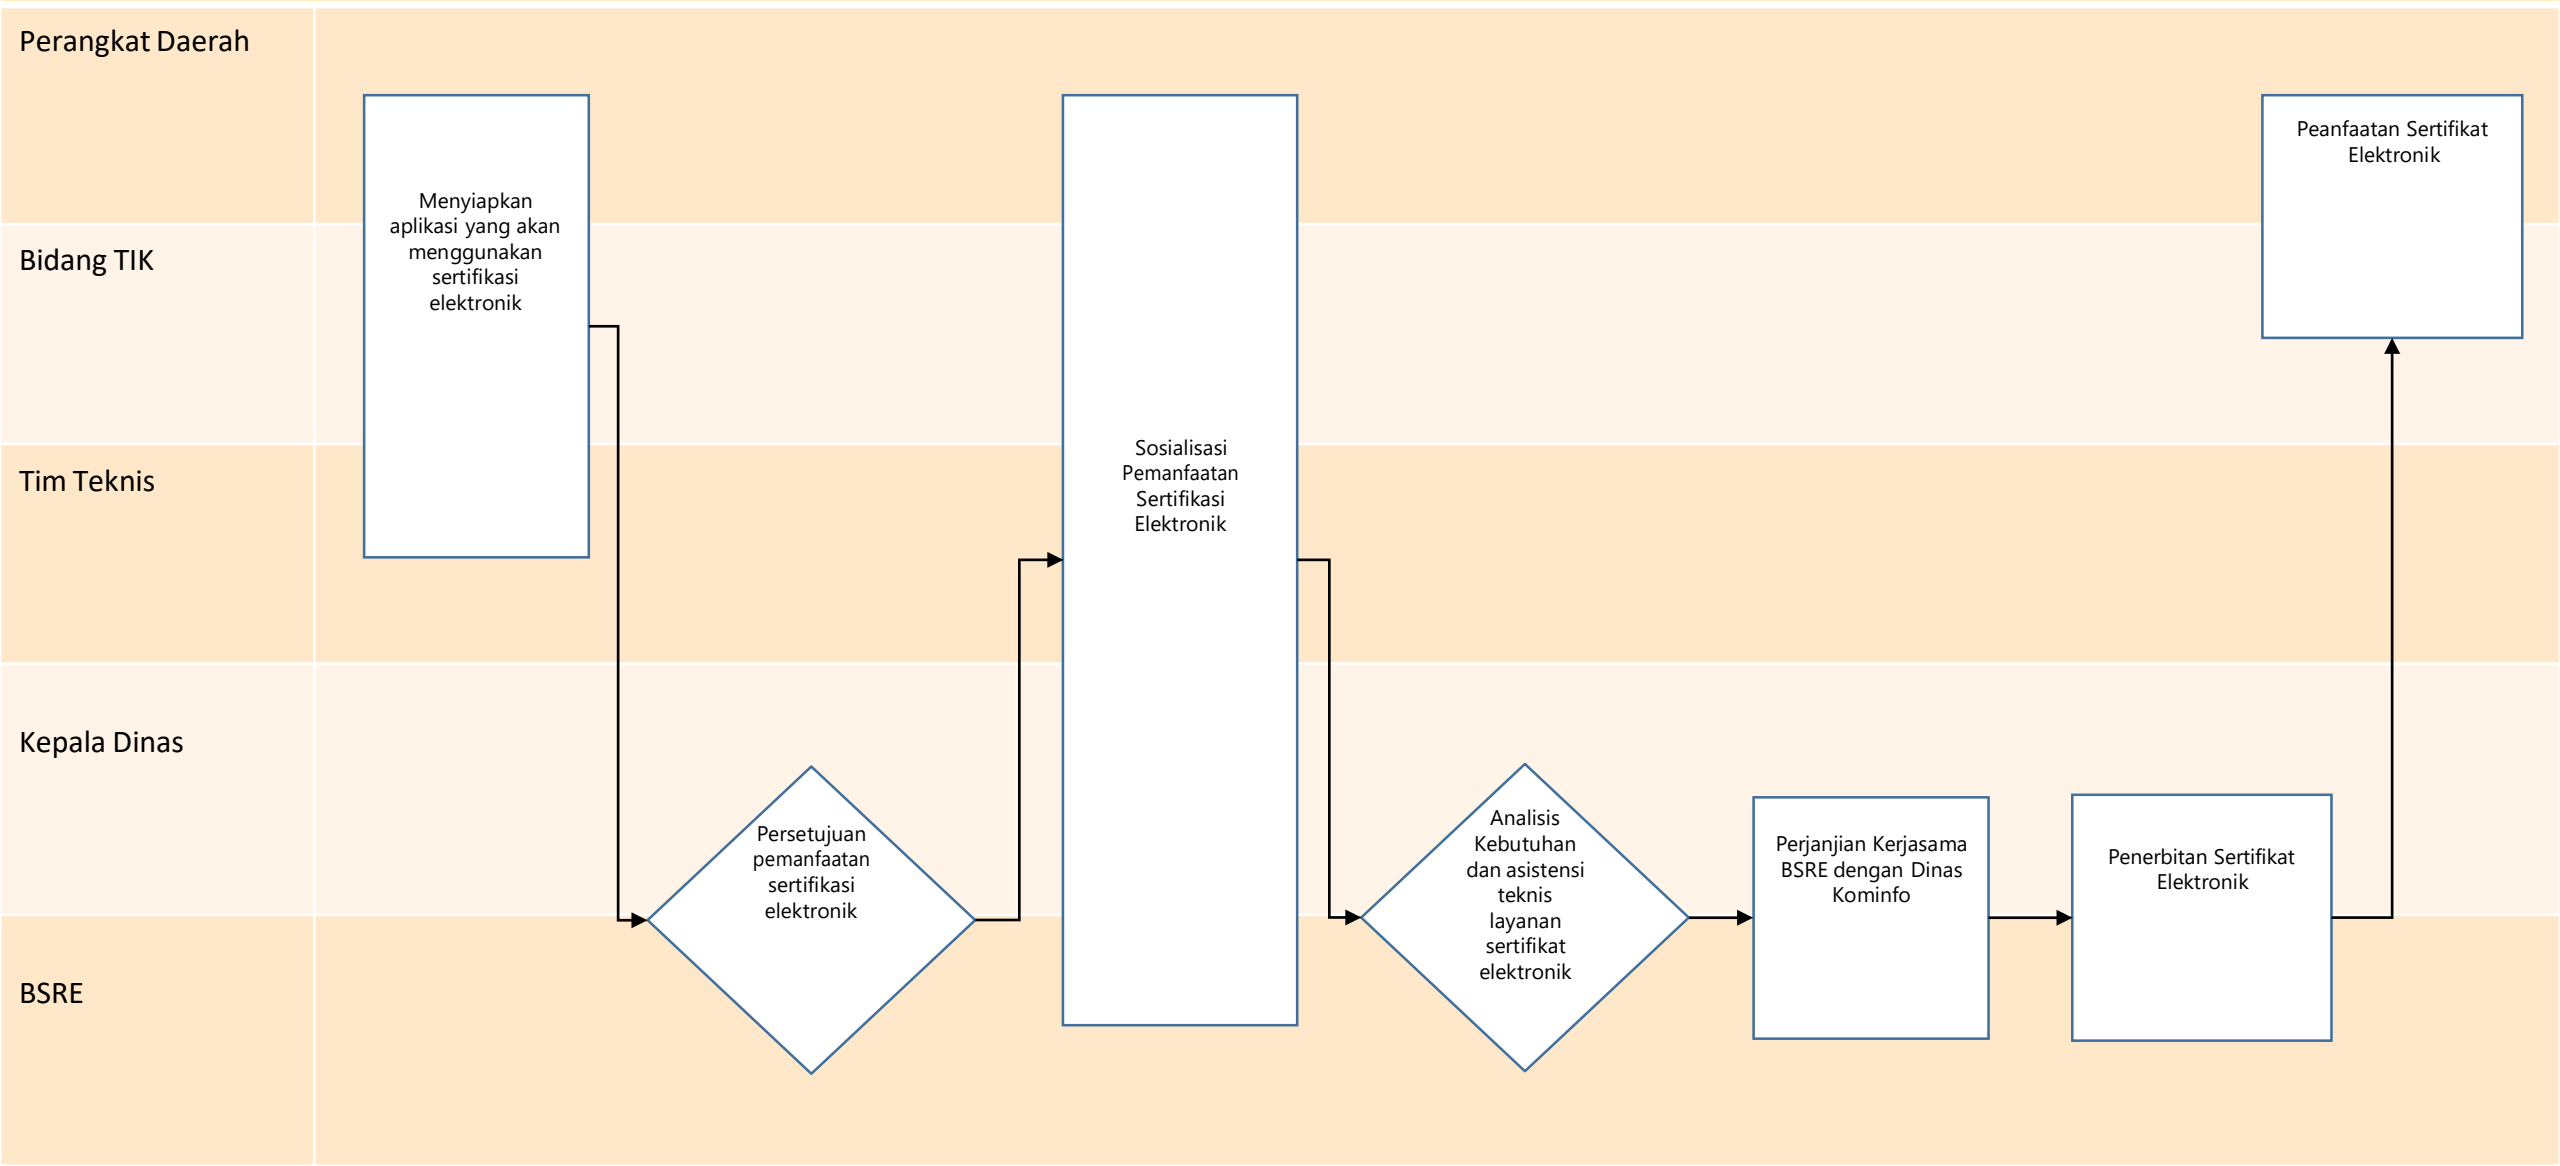 Perangkat Daerah
Menyiapkan
aplikasi yang akan
menggunakan
sertifikasi
elektronik
Peanfaatan Sertifikat
Elektronik
Bidang TIK
Tim Teknis
Sosialisasi
Pemanfaatan
Sertifikasi
Elektronik
Kepala Dinas
Persetujuan
pemanfaatan
sertifikasi
elektronik
Analisis
Kebutuhan
dan asistensi
teknis
layanan
sertifikat
elektronik
Perjanjian Kerjasama
BSRE dengan Dinas
Kominfo
Penerbitan Sertifikat
Elektronik
BSRE